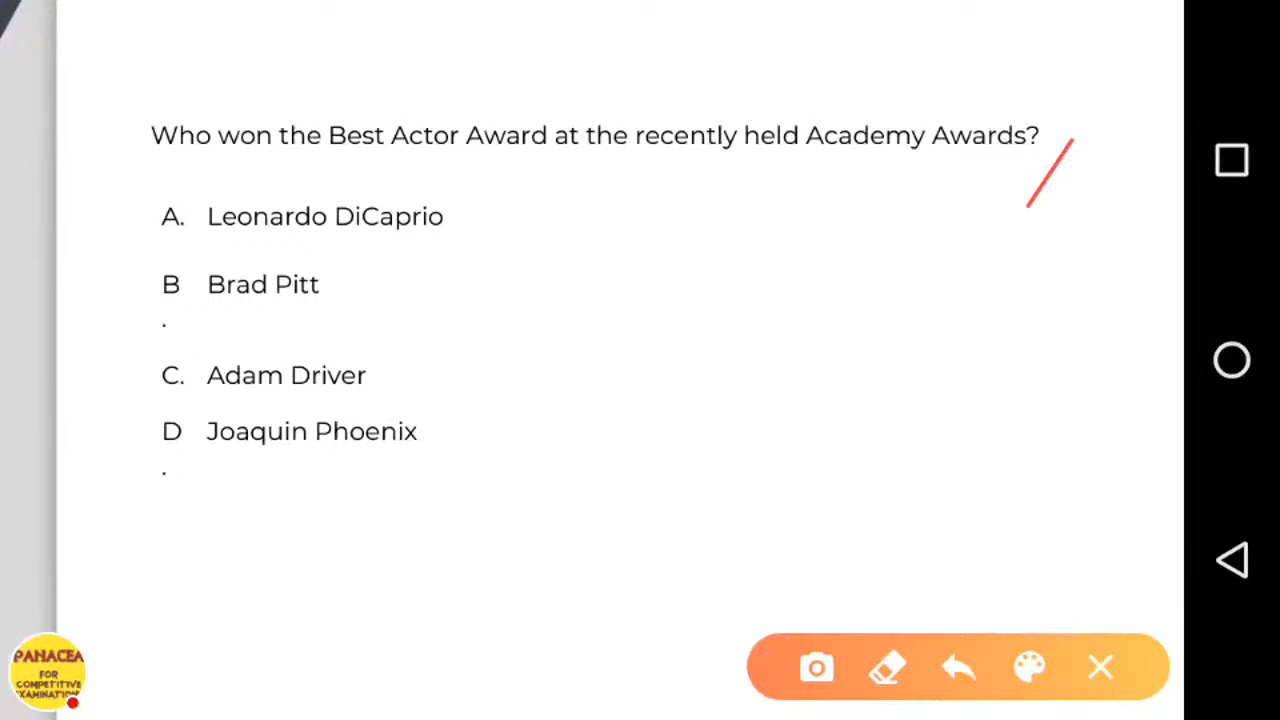 Who won the Best Actor Award at the recently held Academy Awards?
A. Leonardo DiCaprio
B Brad Pitt
.
C. Adam Driver
D Joaquin Phoenix
.
PANACEA
FOR
COMPETITIVE
EXAMINATION